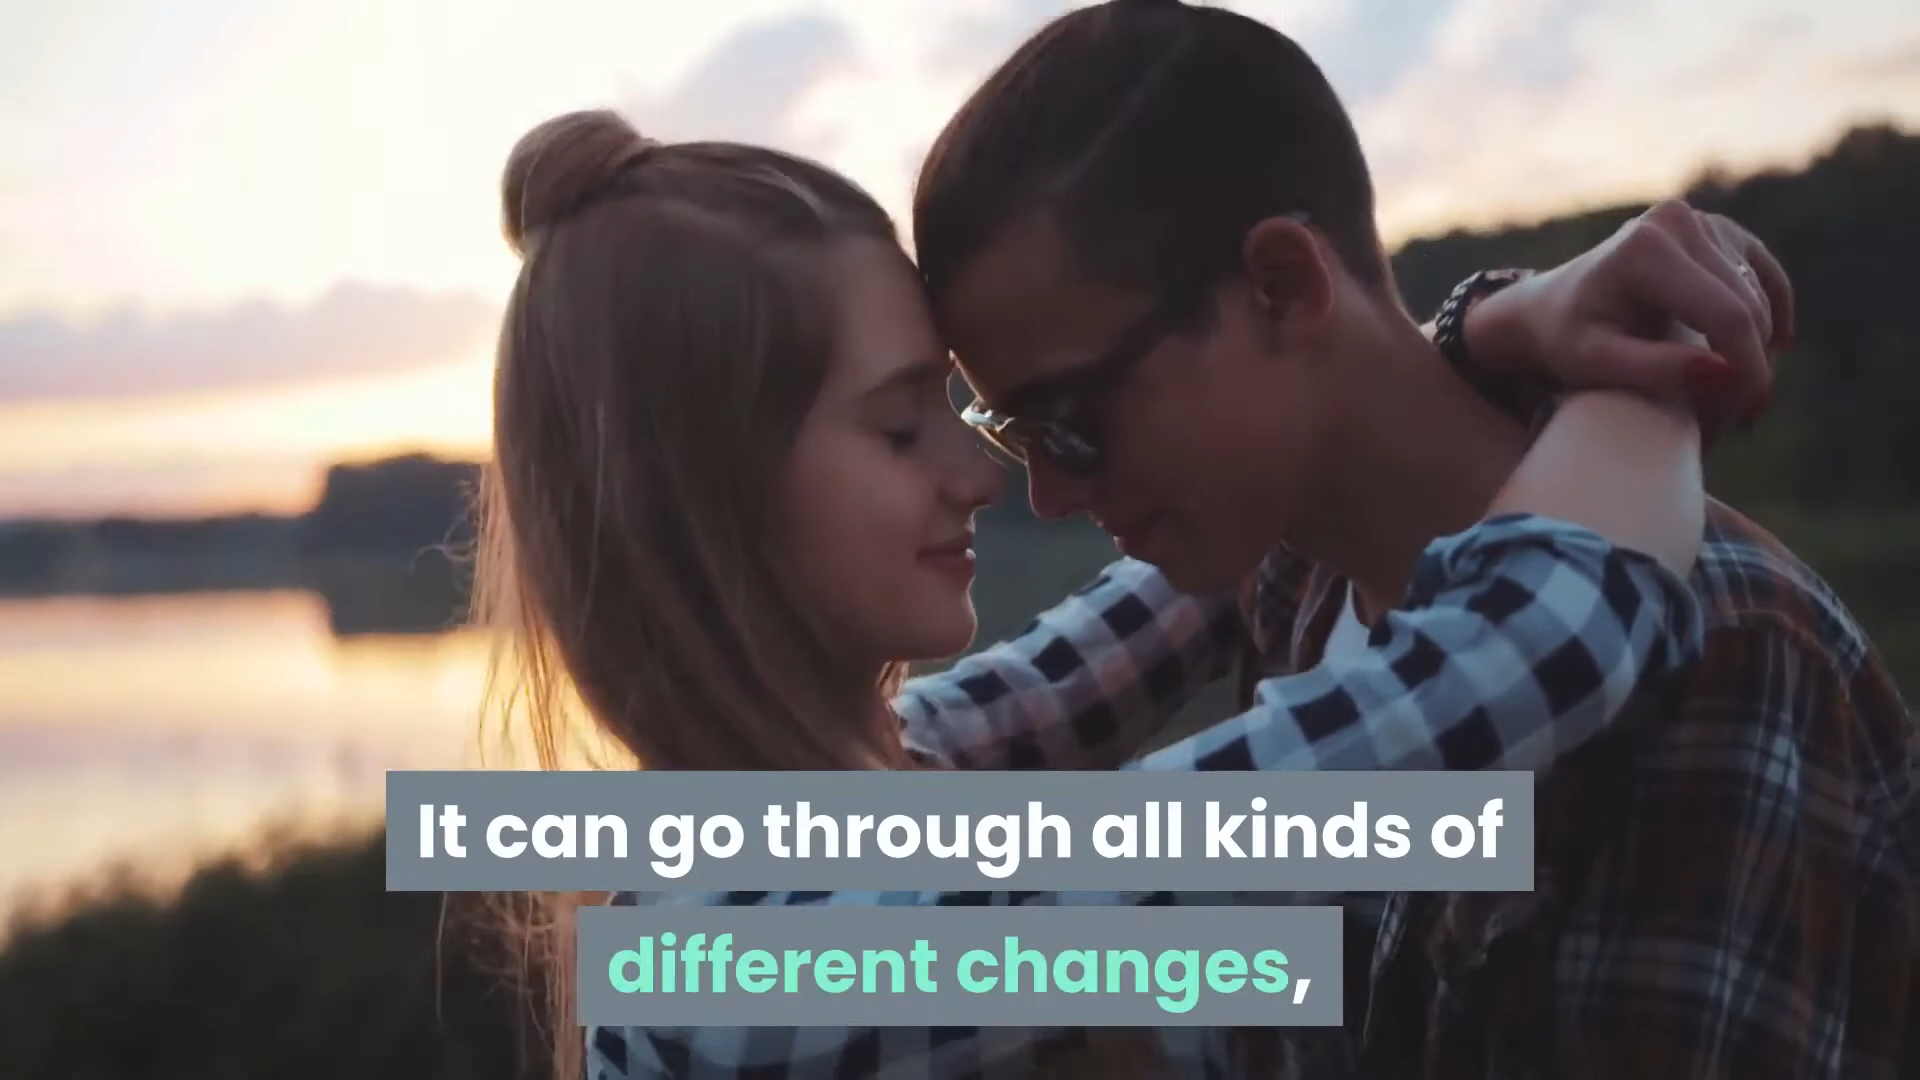 It can go through all kinds of
different changes,